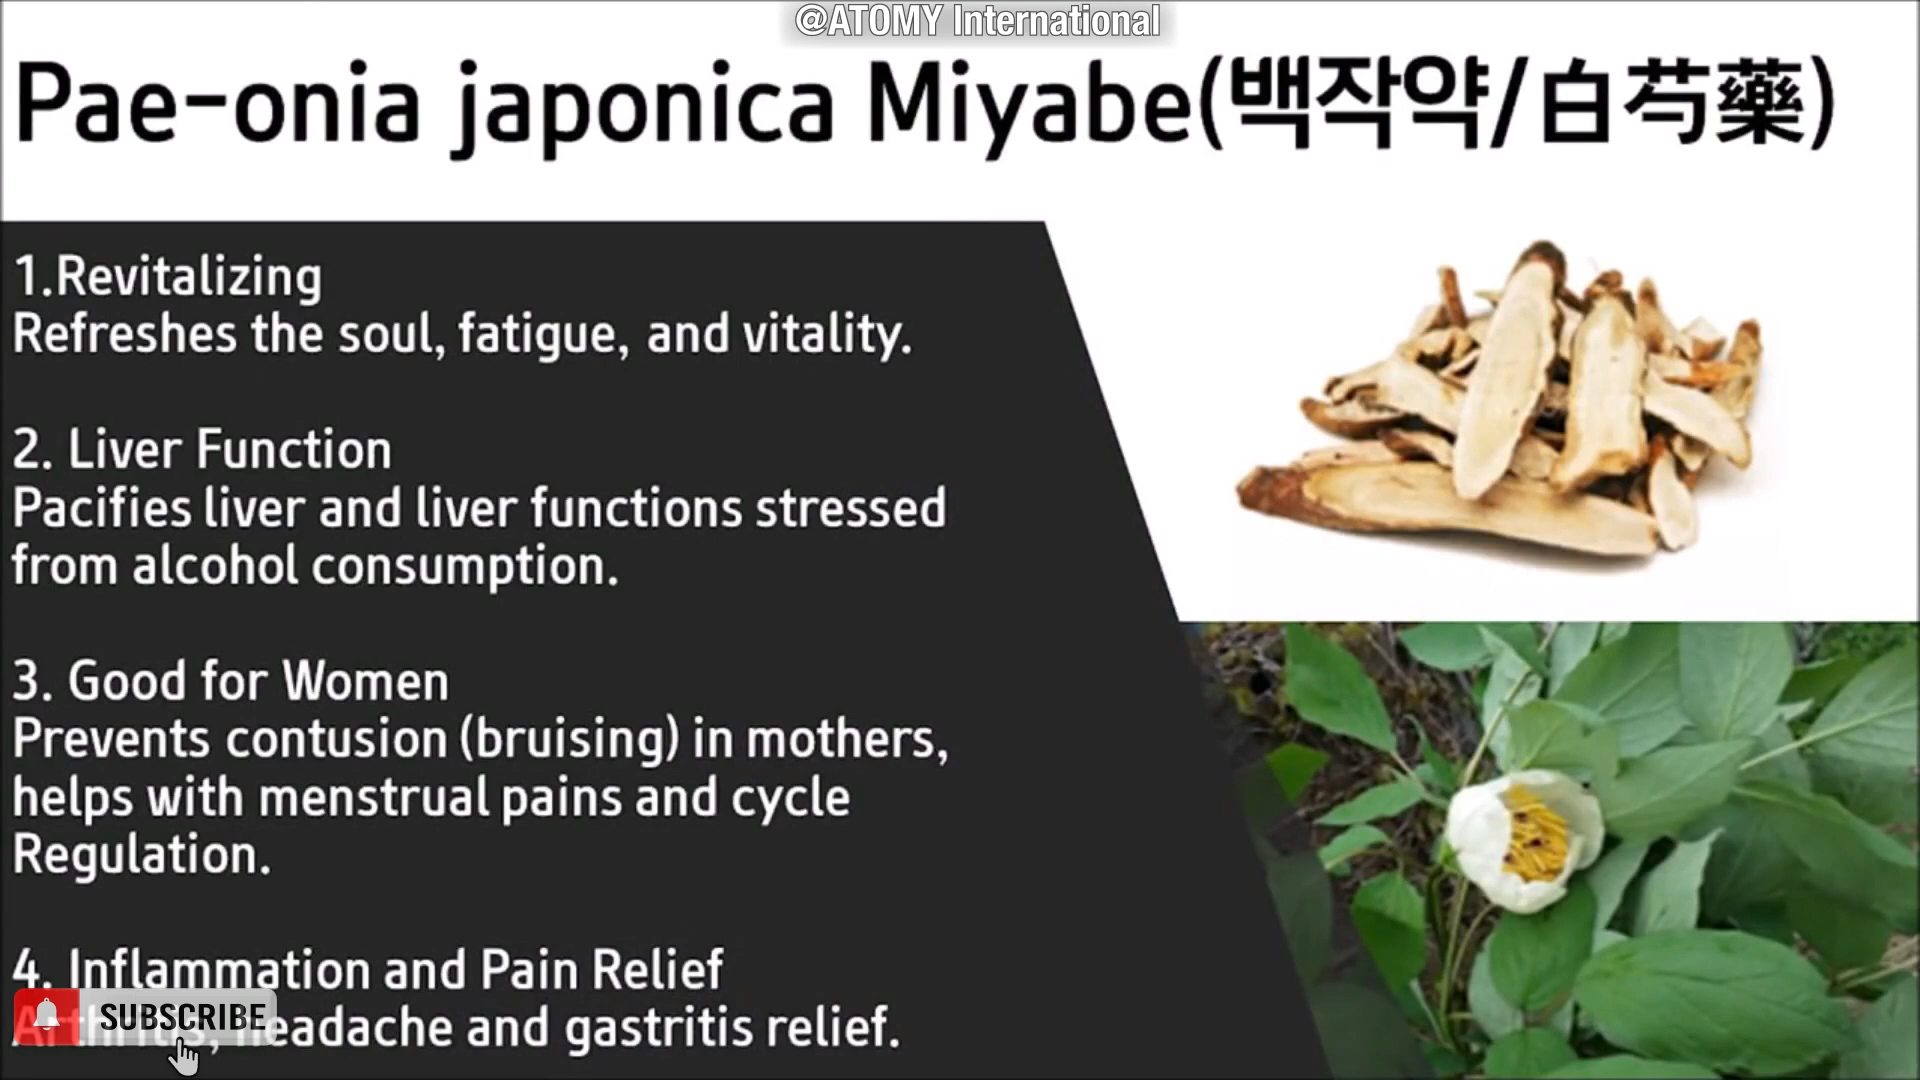 @ATOMY International
Pae-onia japonica Miyabe(백작약/白芍藥)
1.Revitalizing
Refreshes the soul, fatigue, and vitality.
2. Liver Function
Pacifies liver and liver functions stressed
from alcohol consumption.
3. Good for Women
Prevents contusion (bruising) in mothers,
helps with menstrual pains and cycle
Regulation.
4. Inflammation and Pain Relief
Arthritis, headache and gastritis relief.
SUBSCRIBE